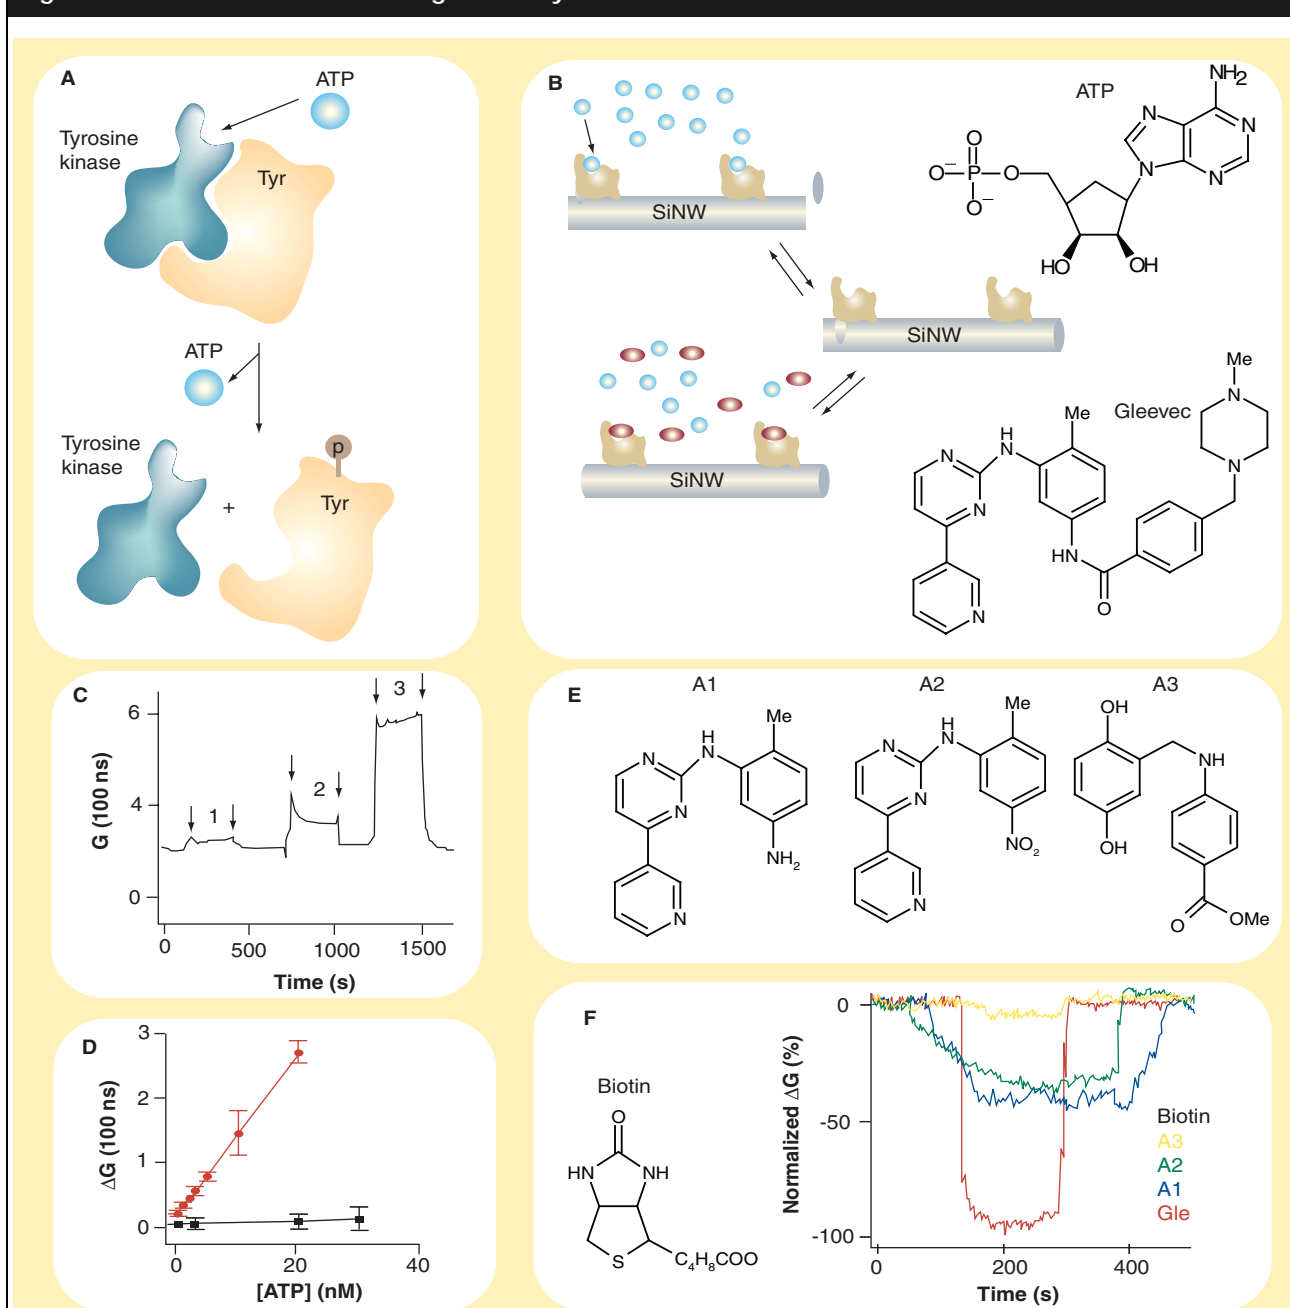 A
ATP
Tyrosine
kinase
Tyr
ATP
Tyrosine
kinase
+
p
Tyr
B
SiNW
SiNW
SiNW
ATP
NH2
N
N
N
N
O
O–
P
O
O–
HO
OH
Gleevec
Me
N
N
Me
H
N
N
N
N
HN
O
C
G (100 ns)
6
4
0
1
2
3
0
500
1000
1500
Time (s)
D
ΔG (100 ns)
3
2
1
0
0
20
40
[ATP] (nM)
E
A1
Me
H
N
N
N
NH2
N
A2
Me
H
N
N
N
NO2
N
A3
OH
NH
OH
O
OMe
F
Biotin
O
HN
NH
S
C4H8COO
Normalized ΔG (%)
0
-50
-100
Biotin
A3
A2
A1
Gle
0
200
400
Time (s)